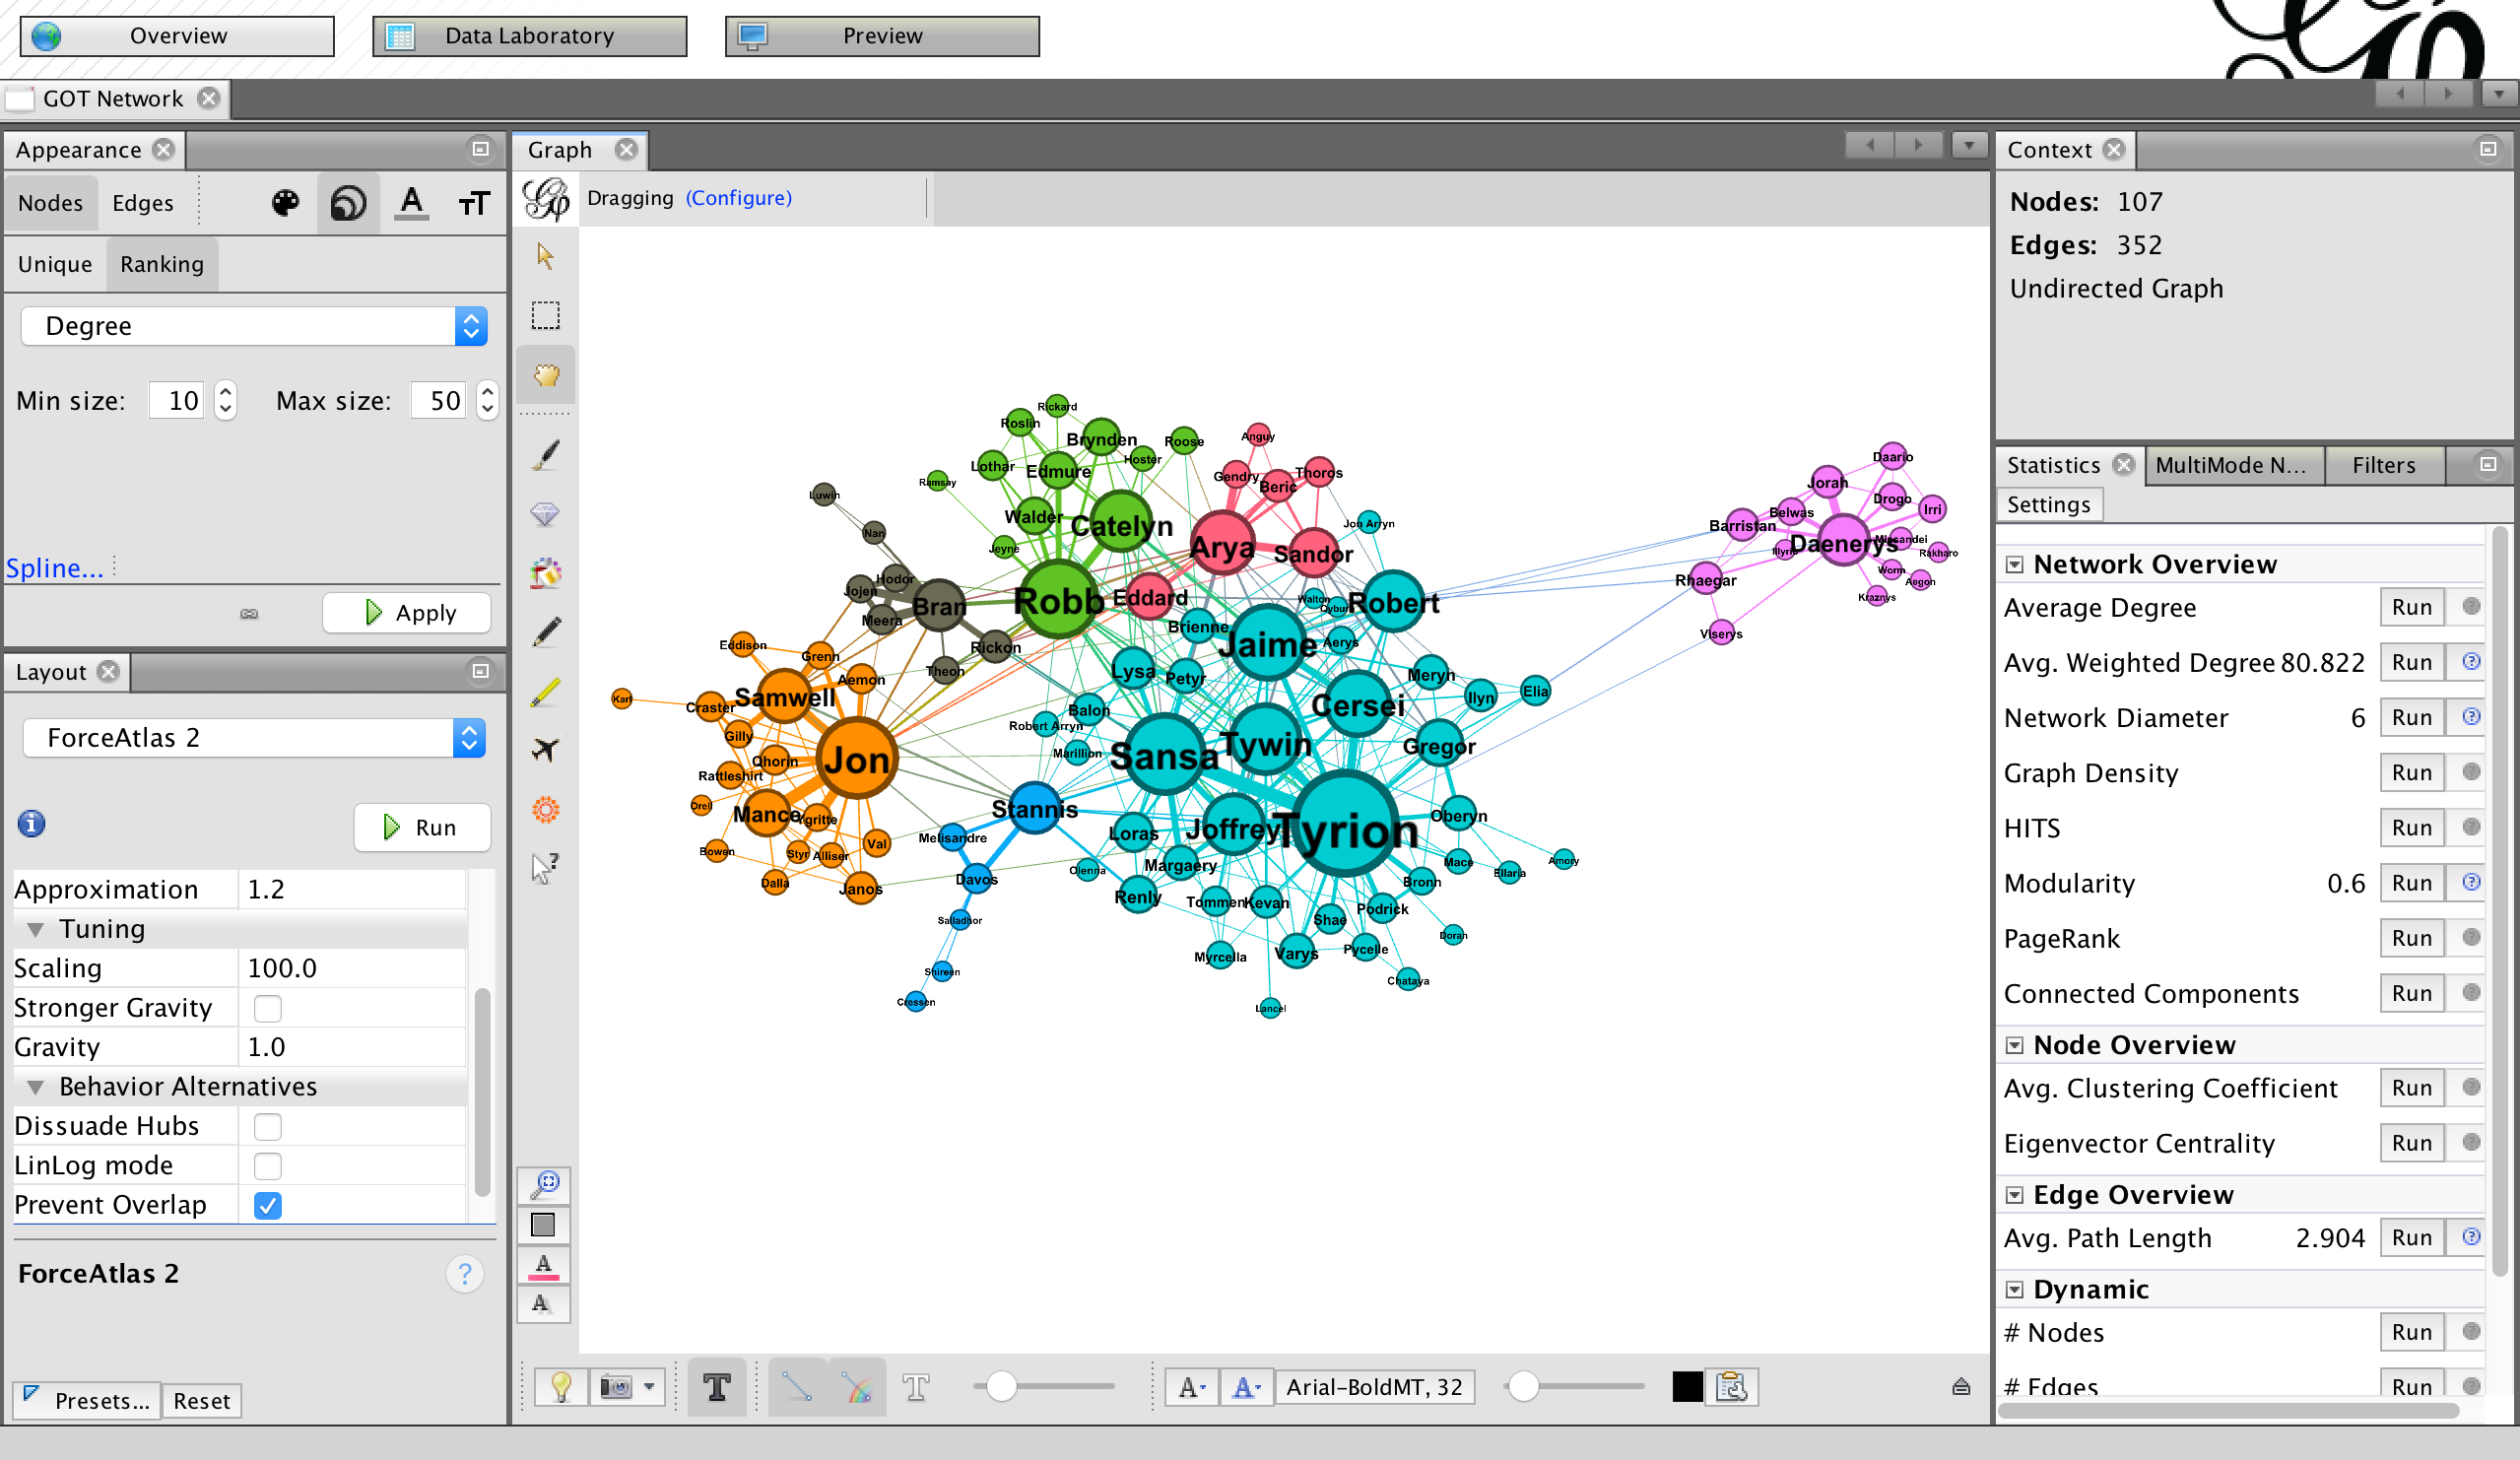 Overview
Data Laboratory
Preview
GOT Network
Appearance
Nodes Edges A TT
Unique Ranking
Degree
Min size: 10 Max size: 50
Spline...
Apply
Layout
ForceAtlas 2
Run
Approximation 1.2
Tuning
Scaling 100.0
Stronger Gravity
Gravity 1.0
Behavior Alternatives
Dissuade Hubs
LinLog mode
Prevent Overlap
ForceAtlas 2
?
Presets... Reset
Graph
Dragging (Configure)
Rickard
Roslin
Brynden
Roose
Hoster
Lothar
Edmure
Ramsay
Walder
Catelyn
Jeyne
Robb
Anguy
Gendry
Thoros
Beric
Arya
Sandor
Eddard
Jon Arryn
Luwin
Nan
Hodor
Jojen
Bran
Meera
Rickon
Theon
Eddison
Grenn
Aemon
Samwell
Karl
Craster
Gilly
Jon
Qhorin
Rattleshirt
Orell
Mance
Ygritte
Bowen
Styr
Alliser
Val
Dalla
Janos
Stannis
Melisandre
Davos
Salladhor
Shireen
Cressen
Walton
Qyburn
Robert
Brienne
Jaime
Aerys
Lysa
Petyr
Meryn
Cersei
Ilyn
Elia
Balon
Robert Arryn
Marillion
Sansa
Tywin
Gregor
Loras
Joffrey
Tyrion
Oberyn
Margaery
Olenna
Mace
Ellaria
Amory
Renly
Bronn
Tommen
Kevan
Podrick
Shae
Doran
Myrcella
Varys
Pycelle
Chataya
Lancel
Daario
Jorah
Drogo
Belwas
Irri
Barristan
Daenerys
Missandei
Illyrio
Rakharo
Worm
Aegon
Rhaegar
Kraznys
Viserys
T T A A Arial-BoldMT, 32
Context
Nodes: 107
Edges: 352
Undirected Graph
Statistics MultiMode N... Filters
Settings
Network Overview
Average Degree Run
Avg. Weighted Degree 80.822 Run
Network Diameter 6 Run
Graph Density Run
HITS Run
Modularity 0.6 Run
PageRank Run
Connected Components Run
Node Overview
Avg. Clustering Coefficient Run
Eigenvector Centrality Run
Edge Overview
Avg. Path Length 2.904 Run
Dynamic
# Nodes Run
# Edges Run